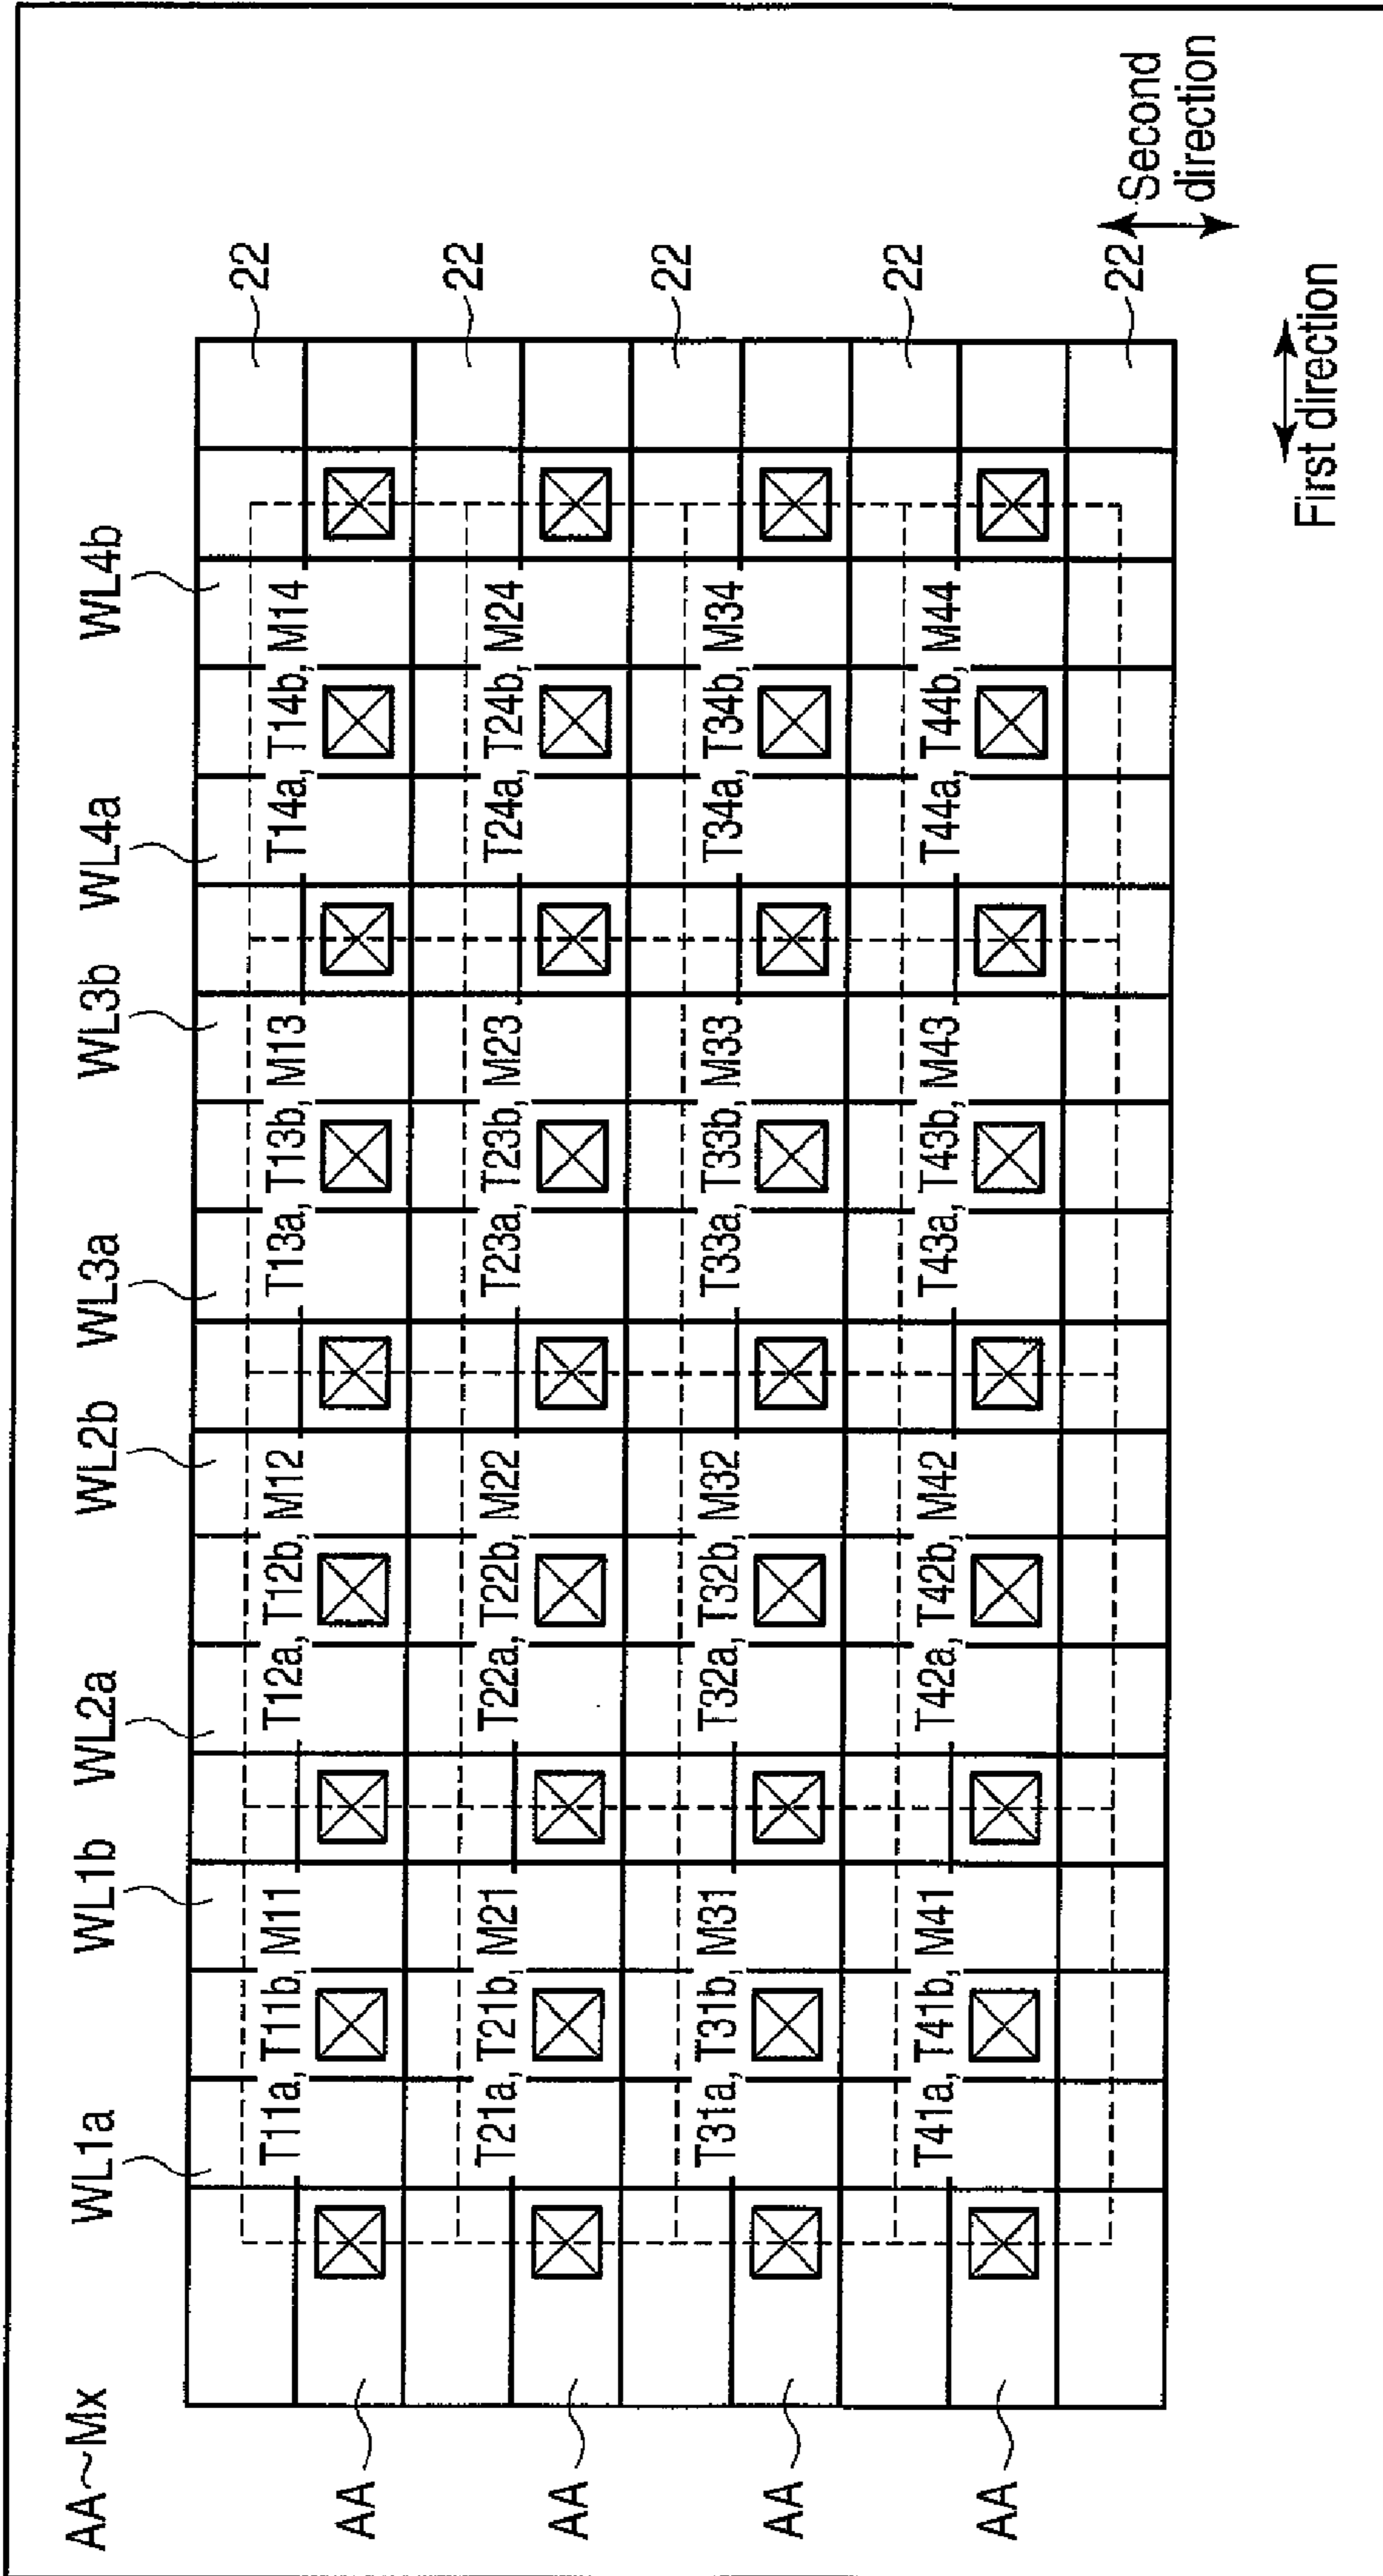 AA~Mx
WL1a
WL1b
WL2a
WL2b
WL3a
WL3b
WL4a
WL4b
22
T11a, T11b, M11
T12a, T12b, M12
T13a, T13b, M13
T14a, T14b, M14
AA
22
T21a, T21b, M21
T22a, T22b, M22
T23a, T23b, M23
T24a, T24b, M24
AA
22
T31a, T31b, M31
T32a, T32b, M32
T33a, T33b, M33
T34a, T34b, M34
AA
22
T41a, T41b, M41
T42a, T42b, M42
T43a, T43b, M43
T44a, T44b, M44
AA
22
Second
direction
First direction